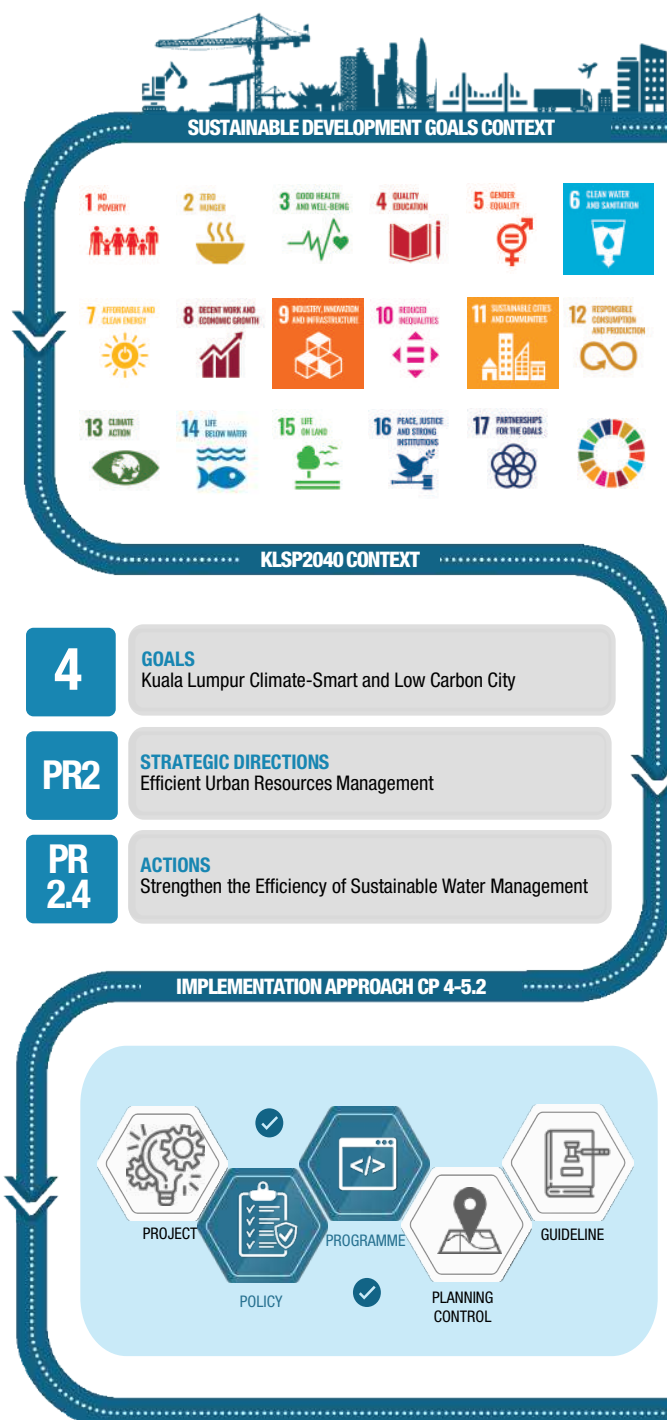 SUSTAINABLE DEVELOPMENT GOALS CONTEXT
1 NO
POVERTY
2 ZERO
HUNGER
3 GOOD HEALTH
AND WELL-BEING
4 QUALITY
EDUCATION
5 GENDER
EQUALITY
6 CLEAN WATER
AND SANITATION
7 AFFORDABLE AND
CLEAN ENERGY
8 DECENT WORK AND
ECONOMIC GROWTH
9 INDUSTRY, INNOVATION
AND INFRASTRUCTURE
10 REDUCED
INEQUALITIES
11 SUSTAINABLE CITIES
AND COMMUNITIES
12 RESPONSIBLE
CONSUMPTION
AND PRODUCTION
13 CLIMATE
ACTION
14 LIFE
BELOW WATER
15 LIFE
ON LAND
16 PEACE, JUSTICE
AND STRONG
INSTITUTIONS
17 PARTNERSHIPS
FOR THE GOALS
KLSP2040 CONTEXT
4
GOALS
Kuala Lumpur Climate-Smart and Low Carbon City
PR2
STRATEGIC DIRECTIONS
Efficient Urban Resources Management
PR
2.4
ACTIONS
Strengthen the Efficiency of Sustainable Water Management
IMPLEMENTATION APPROACH CP 4-5.2
</>
PROJECT
POLICY
PROGRAMME
PLANNING
CONTROL
GUIDELINE